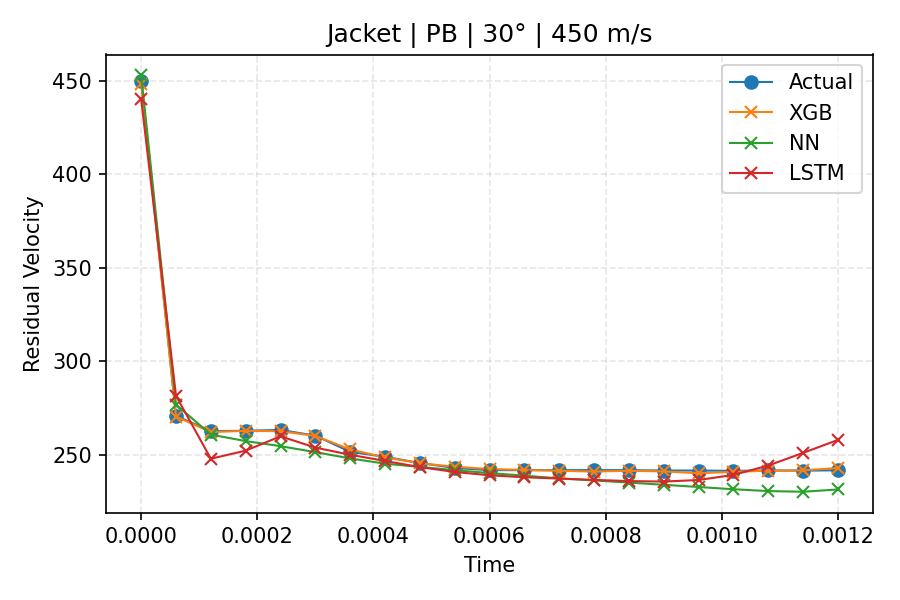 Jacket | PB | 30° | 450 m/s
Residual Velocity
450
400
350
300
250
Actual
XGB
NN
LSTM
0.0000 0.0002 0.0004 0.0006 0.0008 0.0010 0.0012
Time